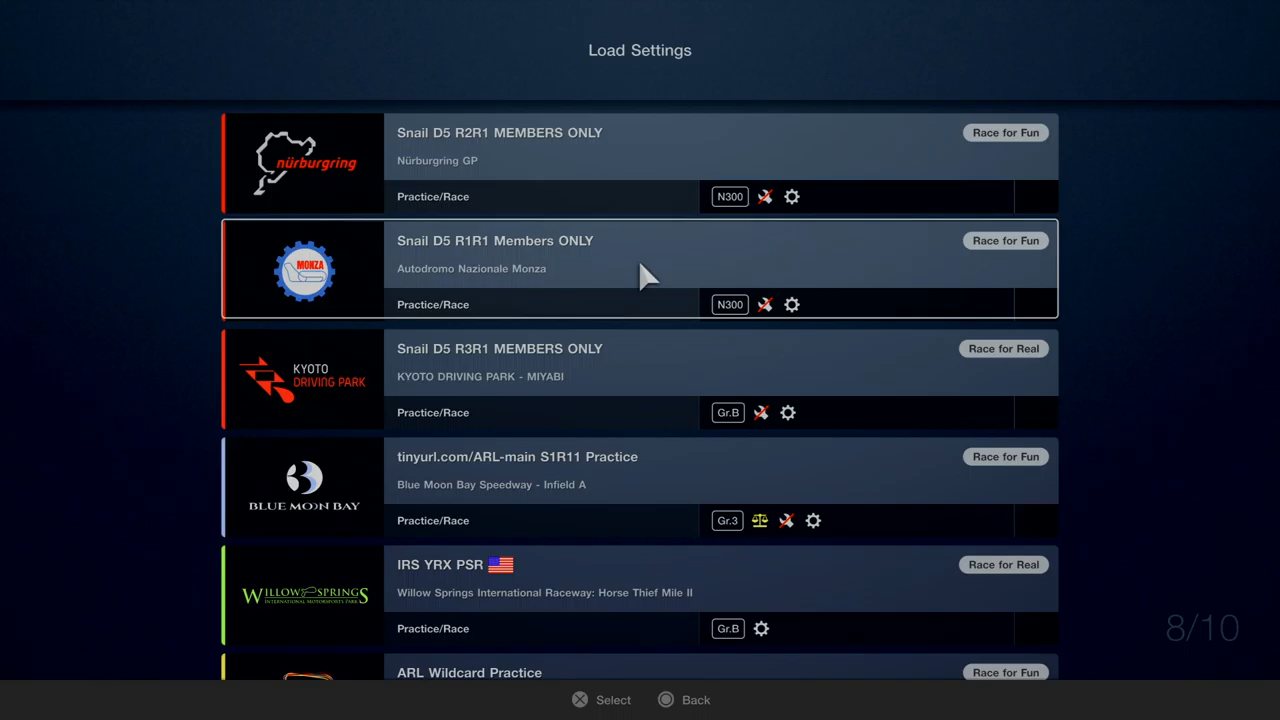 Load Settings
nürburgring
Snail D5 R2R1 MEMBERS ONLY
Race for Fun
Nürburgring GP
Practice/Race
N300
MONZA
Snail D5 R1R1 Members ONLY
Race for Fun
Autodromo Nazionale Monza
Practice/Race
N300
KYOTO
DRIVING PARK
Snail D5 R3R1 MEMBERS ONLY
Race for Real
KYOTO DRIVING PARK - MIYABI
Practice/Race
Gr.B
BLUE MOON BAY
tinyurl.com/ARL-main S1R11 Practice
Race for Fun
Blue Moon Bay Speedway - Infield A
Practice/Race
Gr.3
WILLOW SPRINGS
INTERNATIONAL MOTORSPORTS PARK
IRS YRX PSR
Race for Real
Willow Springs International Raceway: Horse Thief Mile II
Practice/Race
Gr.B
8/10
ARL Wildcard Practice
Race for Fun
Select
Back